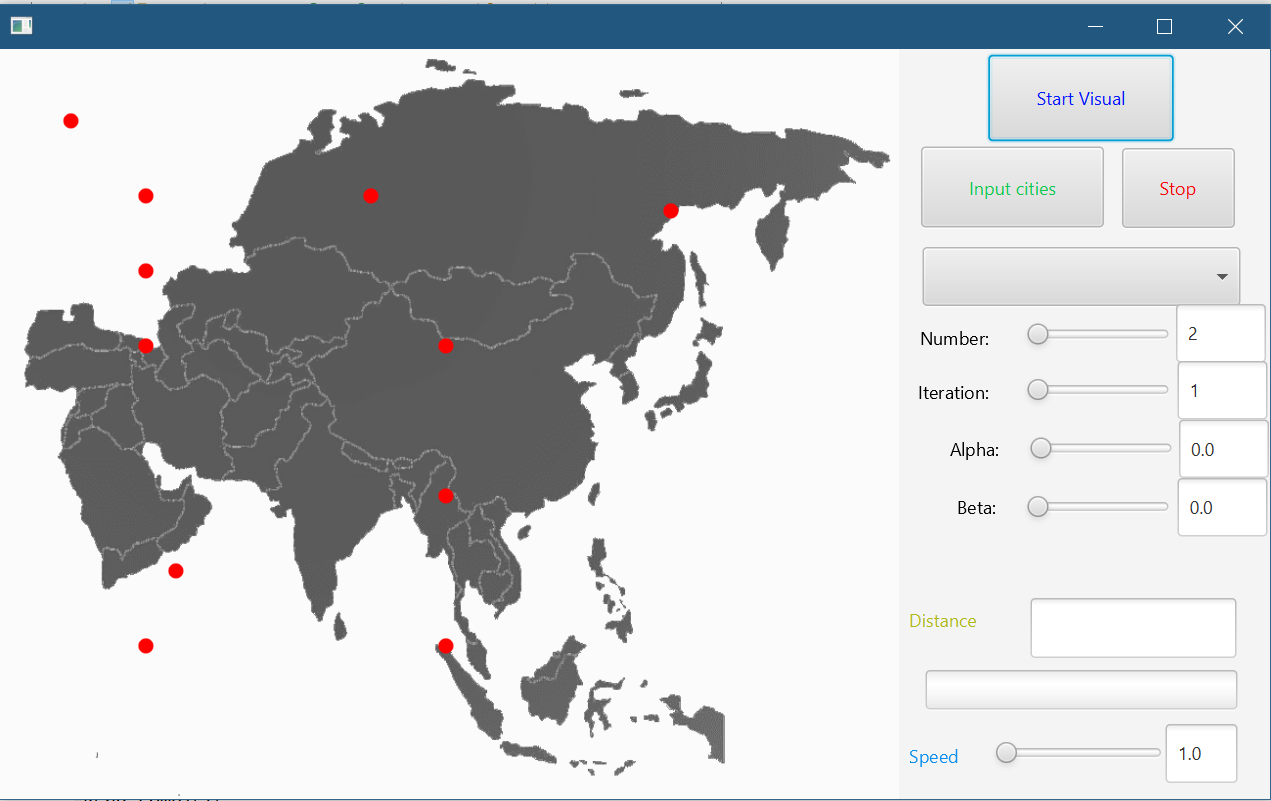 Start Visual
Input cities
Stop
Number:
2
Iteration:
1
Alpha:
0.0
Beta:
0.0
Distance
Speed
1.0